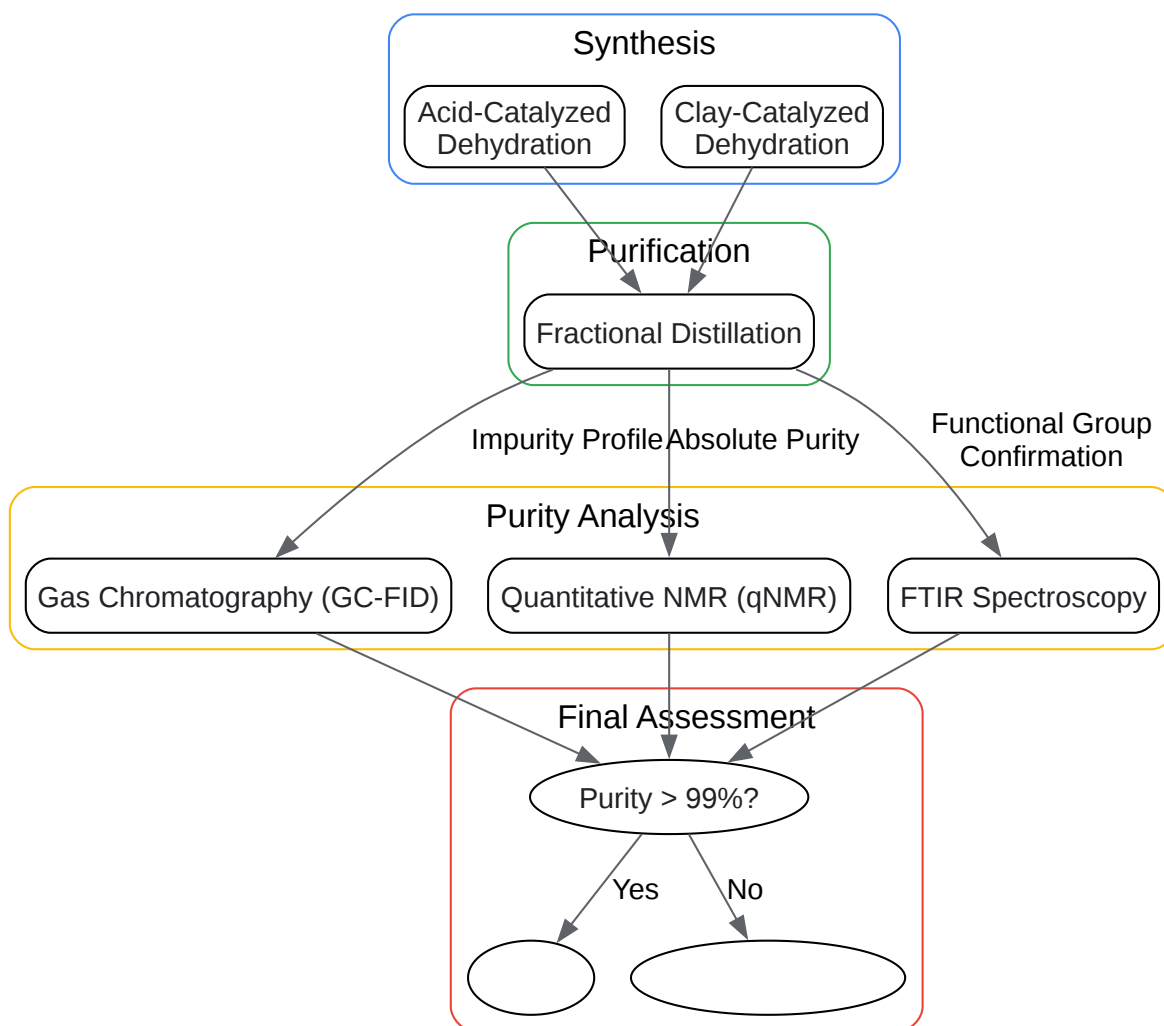 Synthesis
Acid-Catalyzed
Dehydration
Clay-Catalyzed
Dehydration
Purification
Fractional Distillation
Impurity Profile
Absolute Purity
Functional Group
Confirmation
Purity Analysis
Gas Chromatography (GC-FID)
Quantitative NMR (qNMR)
FTIR Spectroscopy
Final Assessment
Purity > 99%?
Yes
No